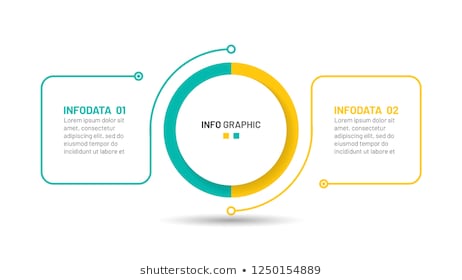 INFODATA 01
Lorem ipsum dolor sit
amet, consectetur
adipiscing elit, sed
do eiusmod tempor
incididunt ut labore et
INFO GRAPHIC
INFODATA 02
Lorem ipsum dolor sit
amet, consectetur
adipiscing elit, sed
do eiusmod tempor
incididunt ut labore et
shutterstock.com • 1250154889